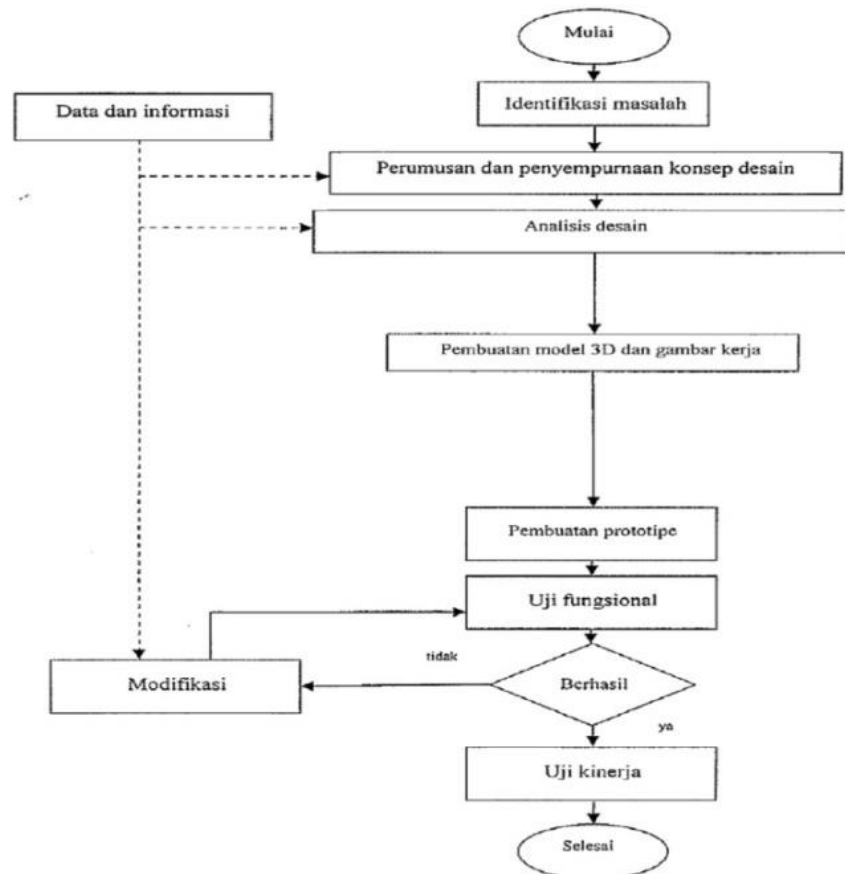 Mulai
Identifikasi masalah
Data dan informasi
Perumusan dan penyempurnaan konsep desain
Analisis desain
Pembuatan model 3D dan gambar kerja
Pembuatan prototipe
Uji fungsional
tidak
Modifikasi
Berhasil
ya
Uji kinerja
Selesai